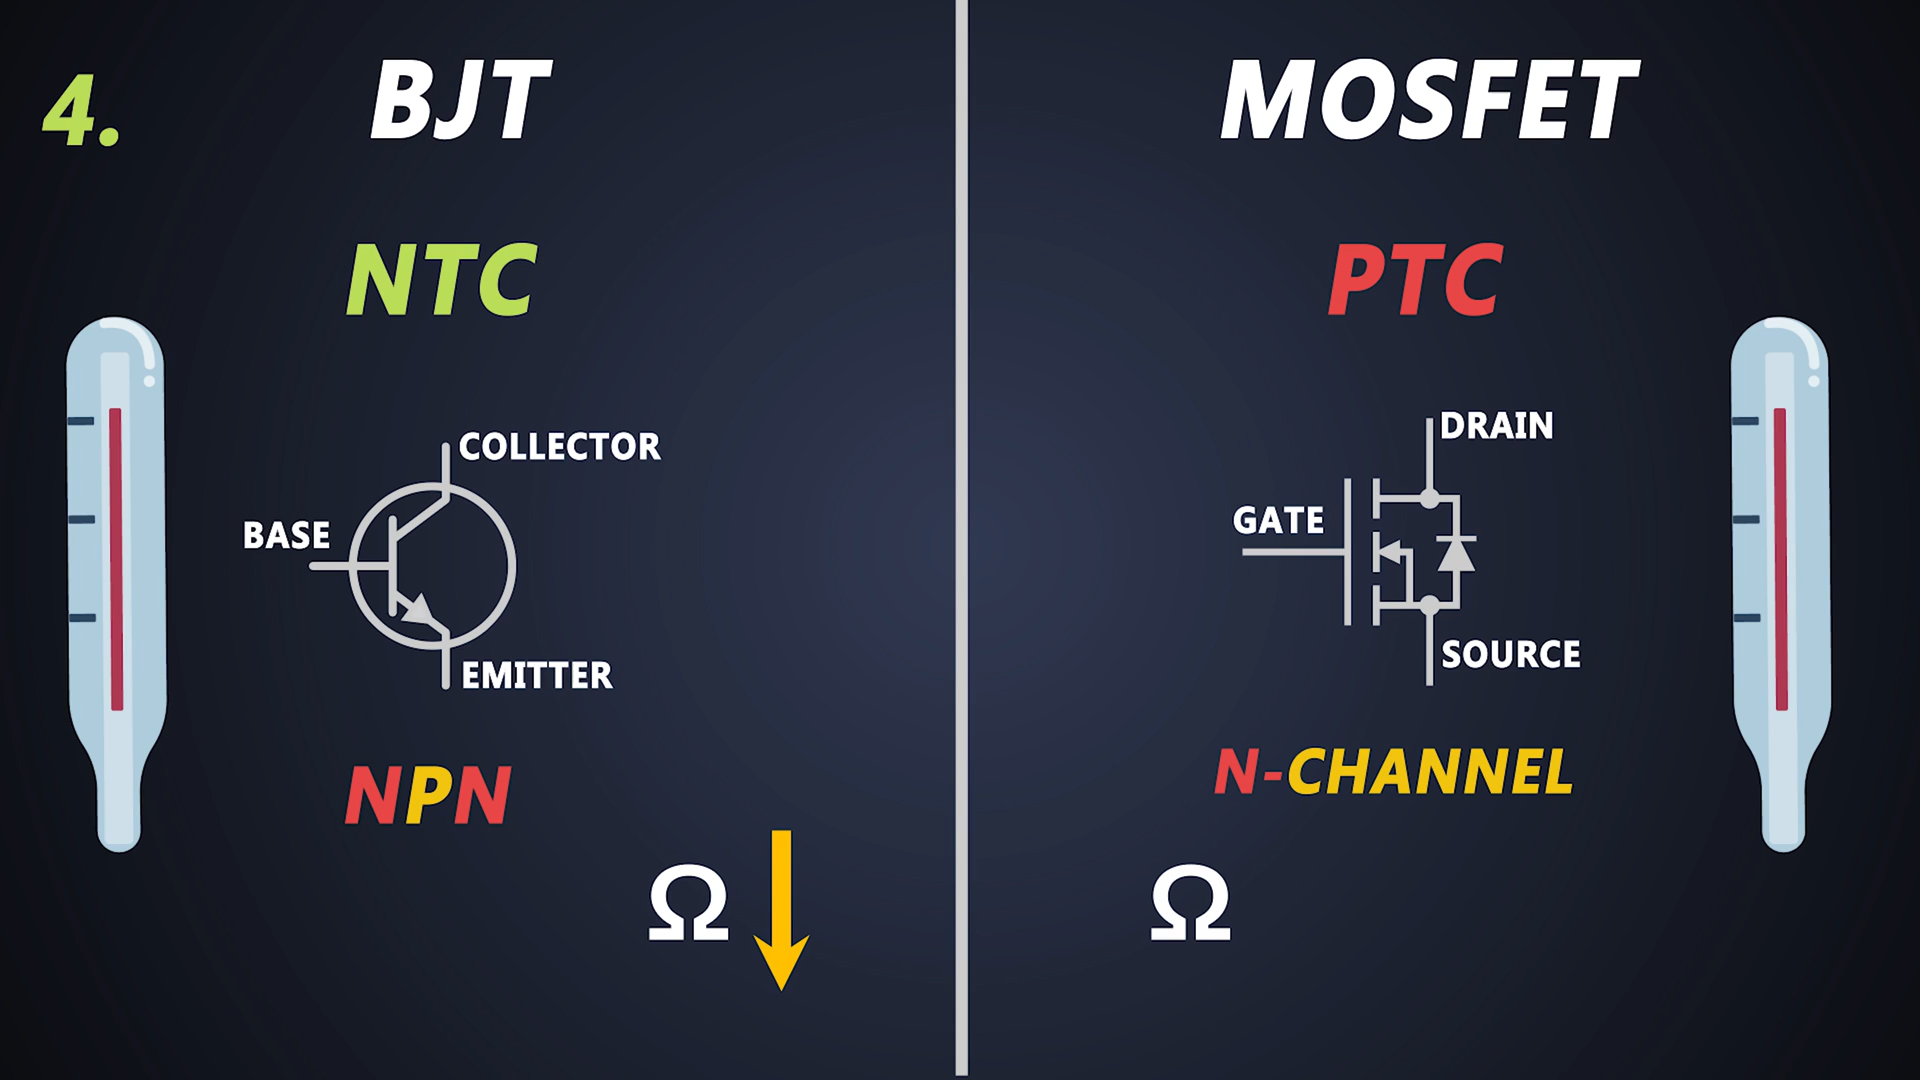 4.
BJT
NTC
COLLECTOR
BASE
EMITTER
NPN
Ω
MOSFET
PTC
DRAIN
GATE
SOURCE
N-CHANNEL
Ω